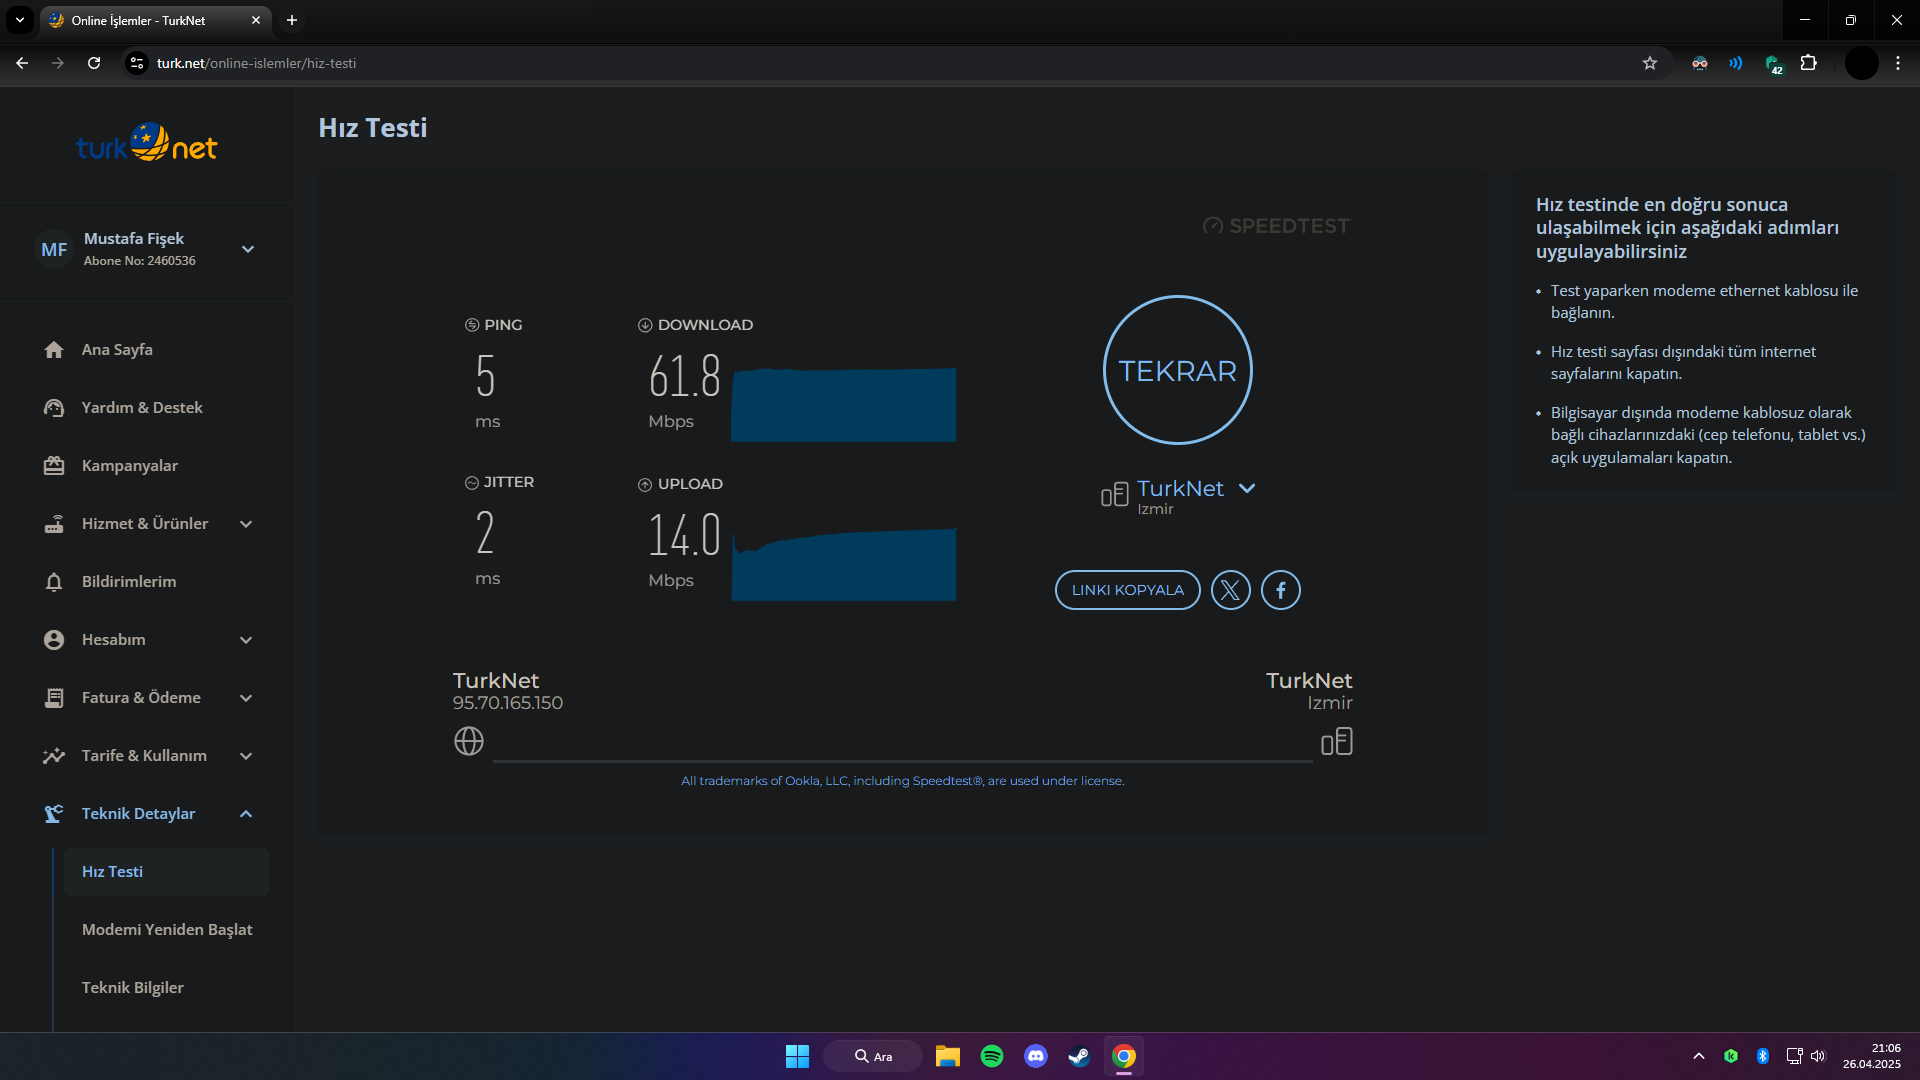 Online İşlemler - TurkNet
turk.net/online-islemler/hiz-testi
42
turk net
MF
Mustafa Fişek
Abone No: 2460536
Ana Sayfa
Yardım & Destek
Kampanyalar
Hizmet & Ürünler
Bildirimlerim
Hesabım
Fatura & Ödeme
Tarife & Kullanım
Teknik Detaylar
Hız Testi
Modemi Yeniden Başlat
Teknik Bilgiler
Hız Testi
SPEEDTEST
PING
5
ms
DOWNLOAD
61.8
Mbps
JITTER
2
ms
UPLOAD
14.0
Mbps
TEKRAR
TurkNet
Izmir
LINKI KOPYALA
TurkNet
95.70.165.150
TurkNet
Izmir
All trademarks of Ookla, LLC, including Speedtest®, are used under license.
Hız testinde en doğru sonuca
ulaşabilmek için aşağıdaki adımları
uygulayabilirsiniz
• Test yaparken modeme ethernet kablosu ile
bağlanın.
• Hız testi sayfası dışındaki tüm internet
sayfalarını kapatın.
• Bilgisayar dışında modeme kablosuz olarak
bağlı cihazlarınızdaki (cep telefonu, tablet vs.)
açık uygulamaları kapatın.
Ara
21:06
26.04.2025